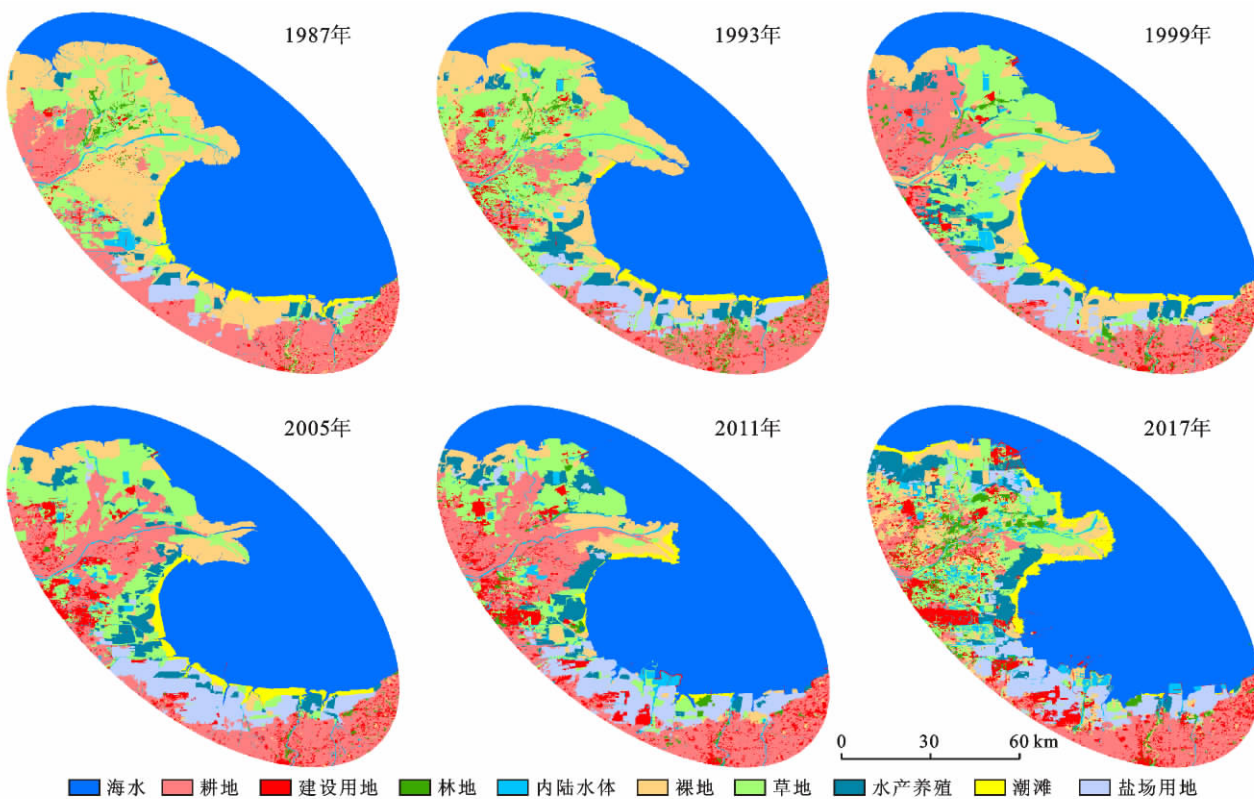 1987年
1993年
1999年
2005年
2011年
2017年
0 30 60 km
海水 耕地 建设用地 林地 内陆水体 裸地 草地 水产养殖 潮滩 盐场用地